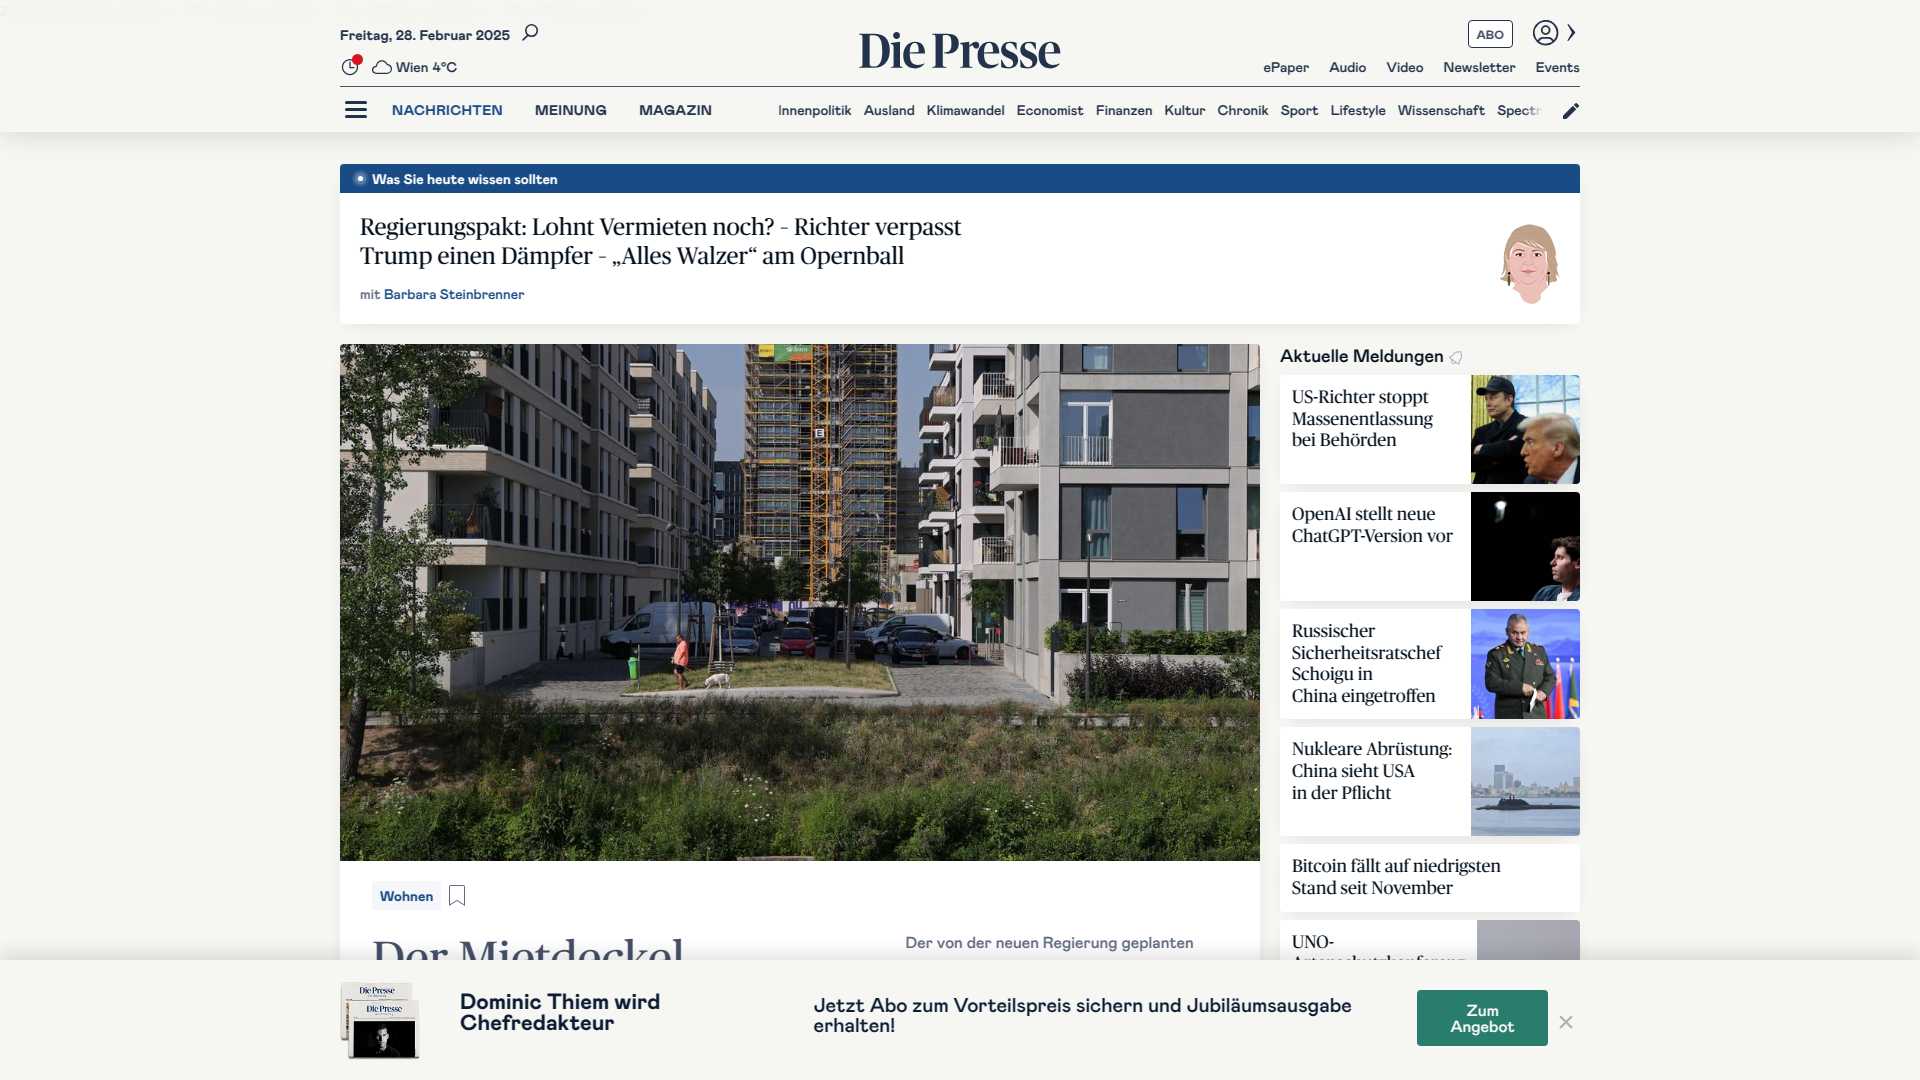 Freitag, 28. Februar 2025
Die Presse
ABO
Wien 4°C
ePaper Audio Video Newsletter Events
NACHRICHTEN MEINUNG MAGAZIN
Innenpolitik Ausland Klimawandel Economist Finanzen Kultur Chronik Sport Lifestyle Wissenschaft Spectr
Was Sie heute wissen sollten
Regierungspakt: Lohnt Vermieten noch? – Richter verpasst
Trump einen Dämpfer – „Alles Walzer“ am Opernball
mit Barbara Steinbrenner
Aktuelle Meldungen
US-Richter stoppt
Massenentlassung
bei Behörden
OpenAI stellt neue
ChatGPT-Version vor
Russischer
Sicherheitsratschef
Schoigu in
China eingetroffen
Nukleare Abrüstung:
China sieht USA
in der Pflicht
Bitcoin fällt auf niedrigsten
Stand seit November
UNO-
Wohnen
Der Mietdeckel
Der von der neuen Regierung geplanten
Die Presse
Die Presse
Dominic Thiem wird
Chefredakteur
Jetzt Abo zum Vorteilspreis sichern und Jubiläumsausgabe
erhalten!
Zum
Angebot